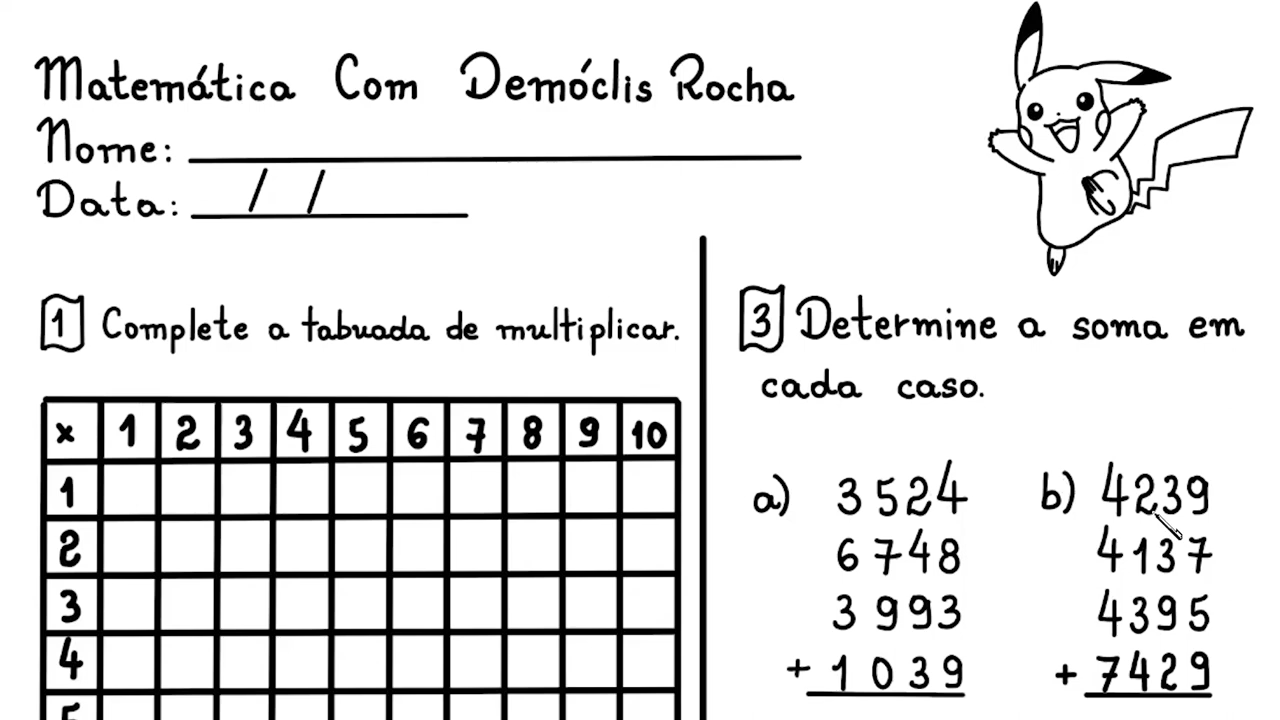 Matemática Com Demóclis Rocha
Nome:
Data: / /
1 Complete a tabuada de multiplicar.
x 1 2 3 4 5 6 7 8 9 10
1
2
3
4
5
3 Determine a soma em
cada caso.
a) 3524
6748
3993
+ 1039
b) 4239
4137
4395
+ 7429